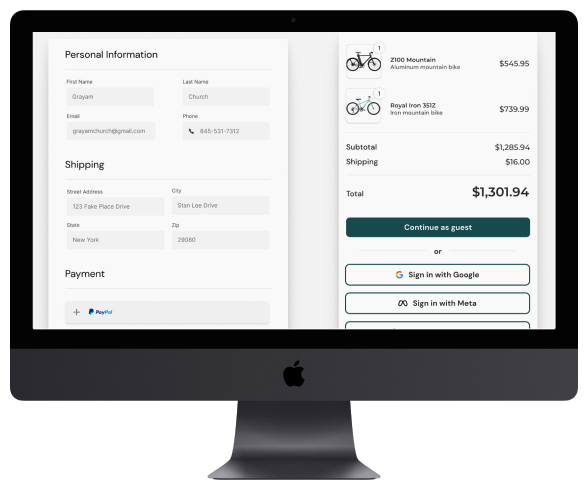 Personal Information
First Name
Last Name
Grayam
Church
Email
Phone
grayamchurch@gmail.com
845-531-7312
Shipping
Street Address
City
123 Fake Place Drive
Stan Lee Drive
State
Zip
New York
29080
Payment
PayPal
1
Z100 Mountain
Aluminum mountain bike
$545.95
1
Royal Iron 351Z
Iron mountain bike
$739.99
Subtotal
$1,285.94
Shipping
$16.00
Total
$1,301.94
Continue as guest
or
Sign in with Google
Sign in with Meta